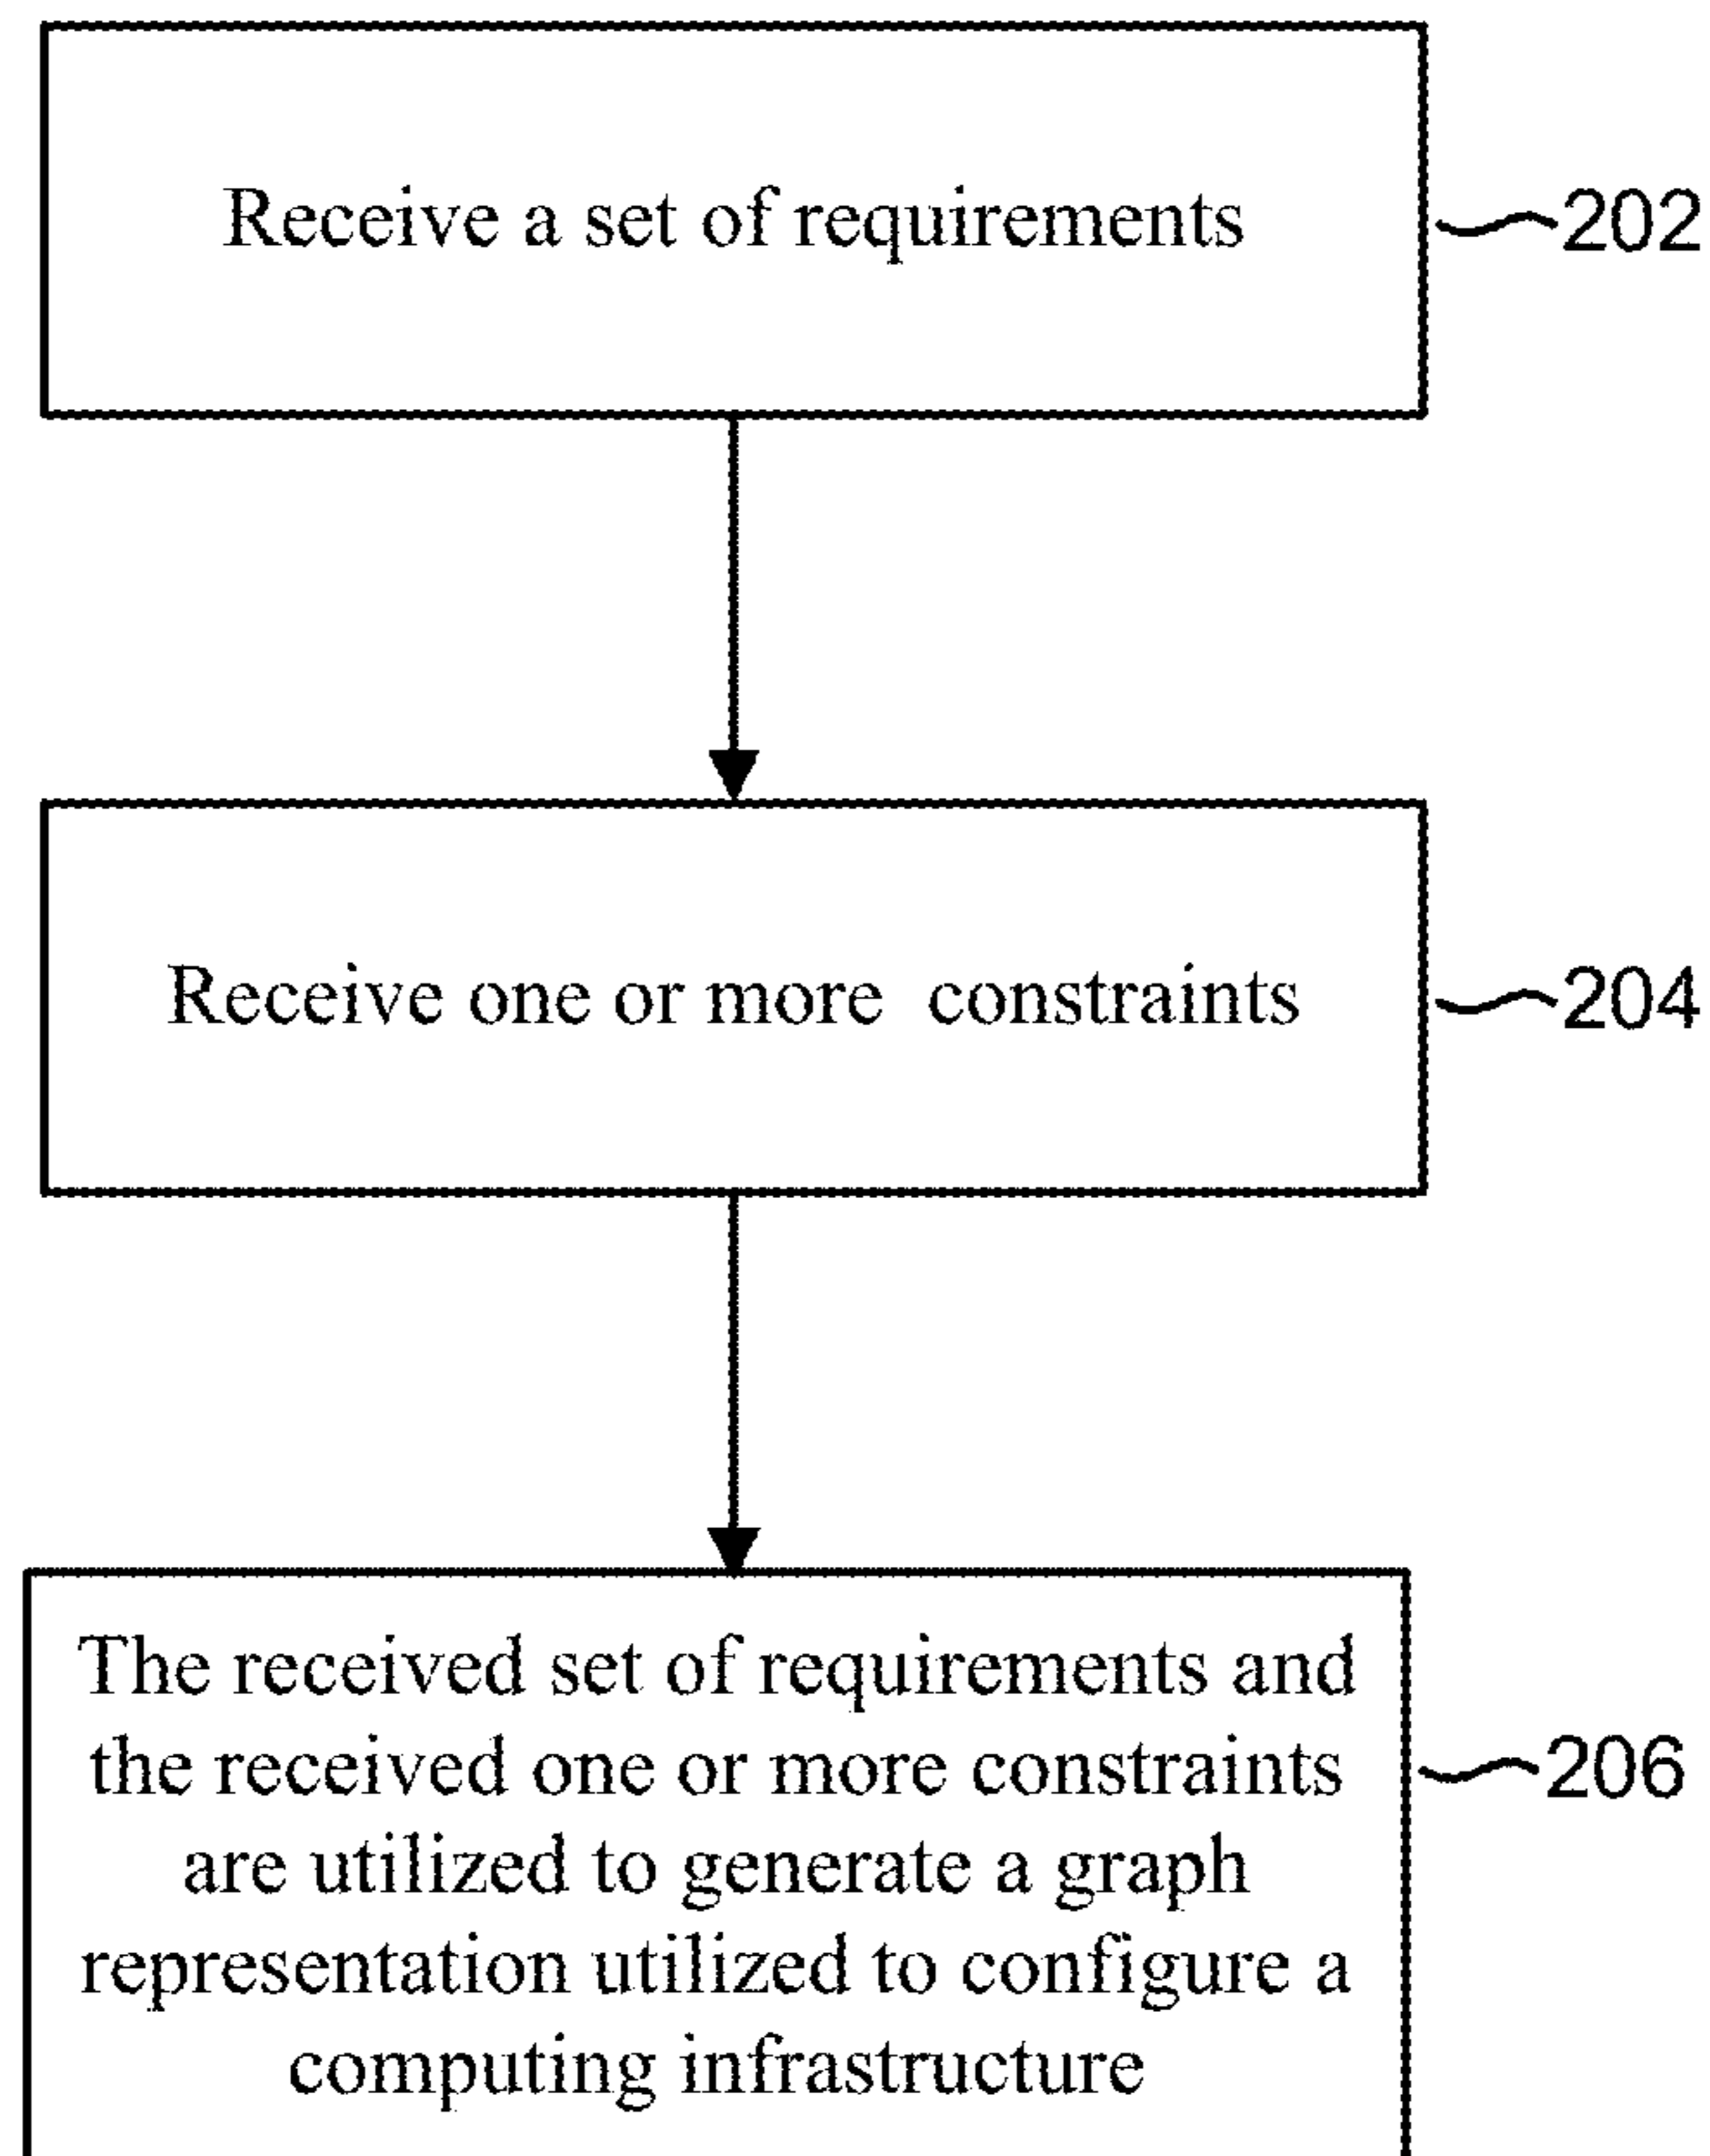 Receive a set of requirements
202
Receive one or more constraints
204
The received set of requirements and
the received one or more constraints
are utilized to generate a graph
representation utilized to configure a
computing infrastructure
206